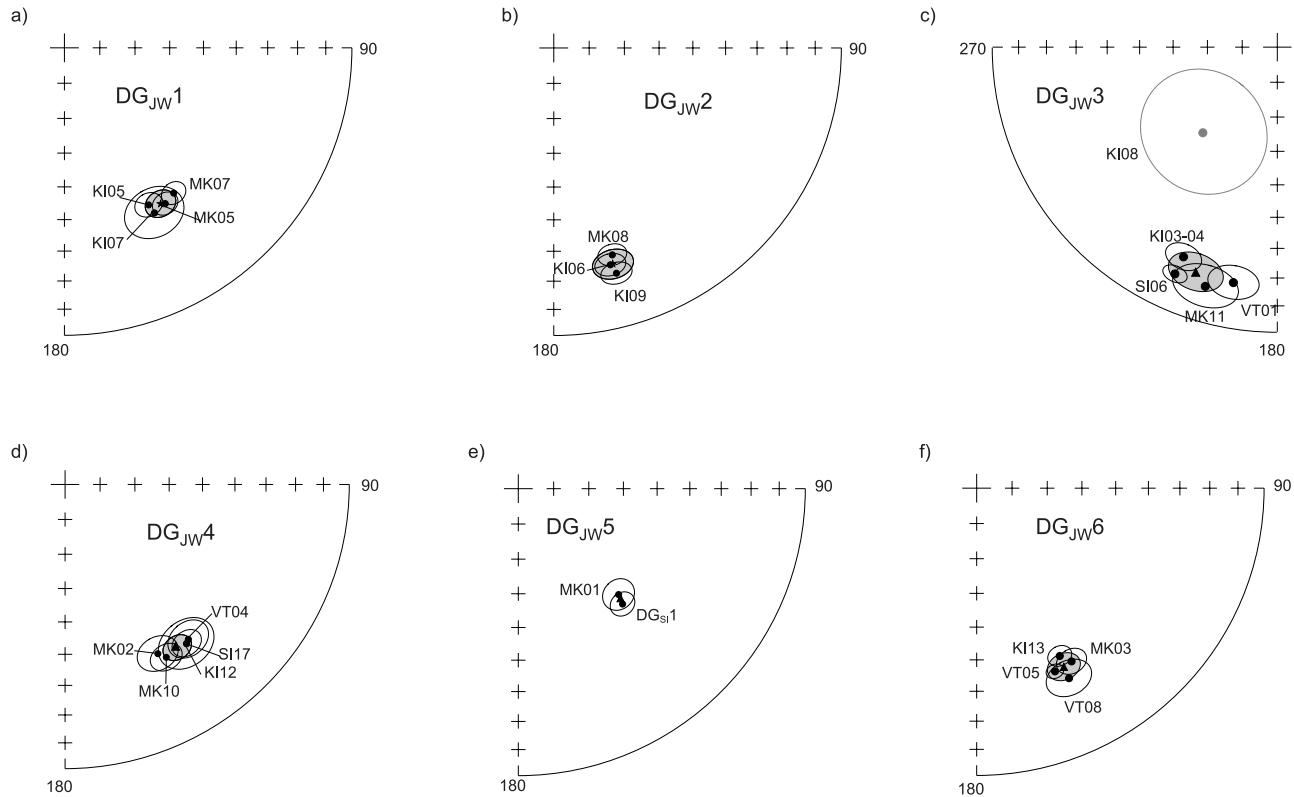 a)
90
DGJW1
MK07
KI05
MK05
KI07
180
b)
90
DGJW2
MK08
KI06
KI09
180
c)
270
DGJW3
KI08
KI03-04
SI06
MK11
VT01
180
d)
90
DGJW4
VT04
MK02
SI17
KI12
MK10
180
e)
90
DGJW5
MK01
DGSI1
180
f)
90
DGJW6
KI13
MK03
VT05
VT08
180